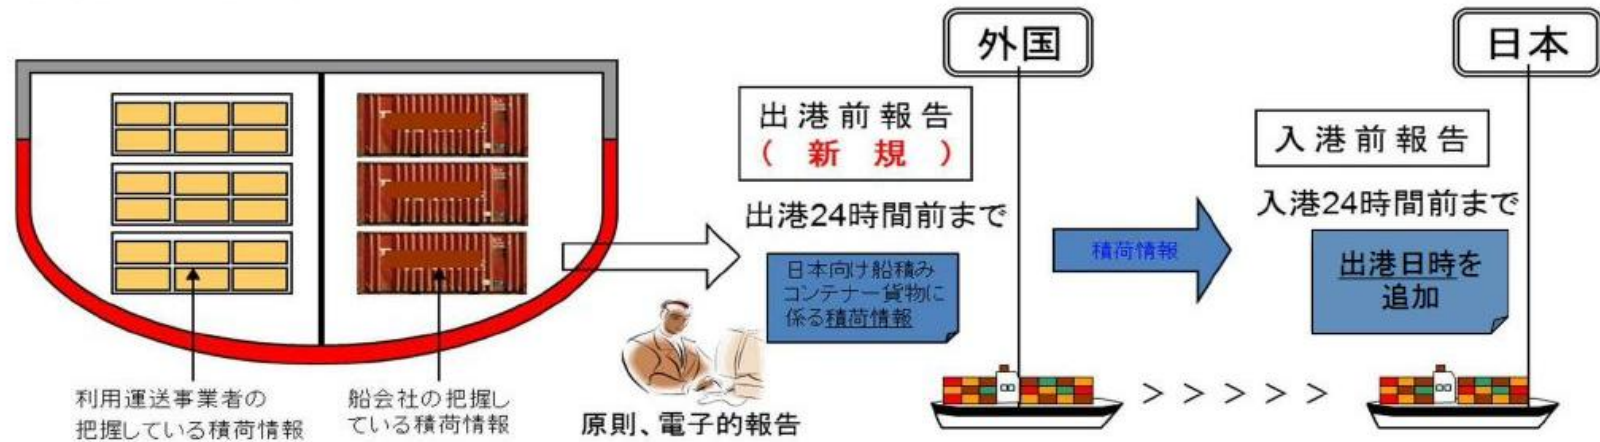 外国
日本
出港前報告
(新規)
出港24時間前まで
日本向け船積み
コンテナー貨物に
係る積荷情報
積荷情報
入港前報告
入港24時間前まで
出港日時を
追加
利用運送事業者の
把握している積荷情報
船会社の把握し
ている積荷情報
原則、電子的報告
> > > > >